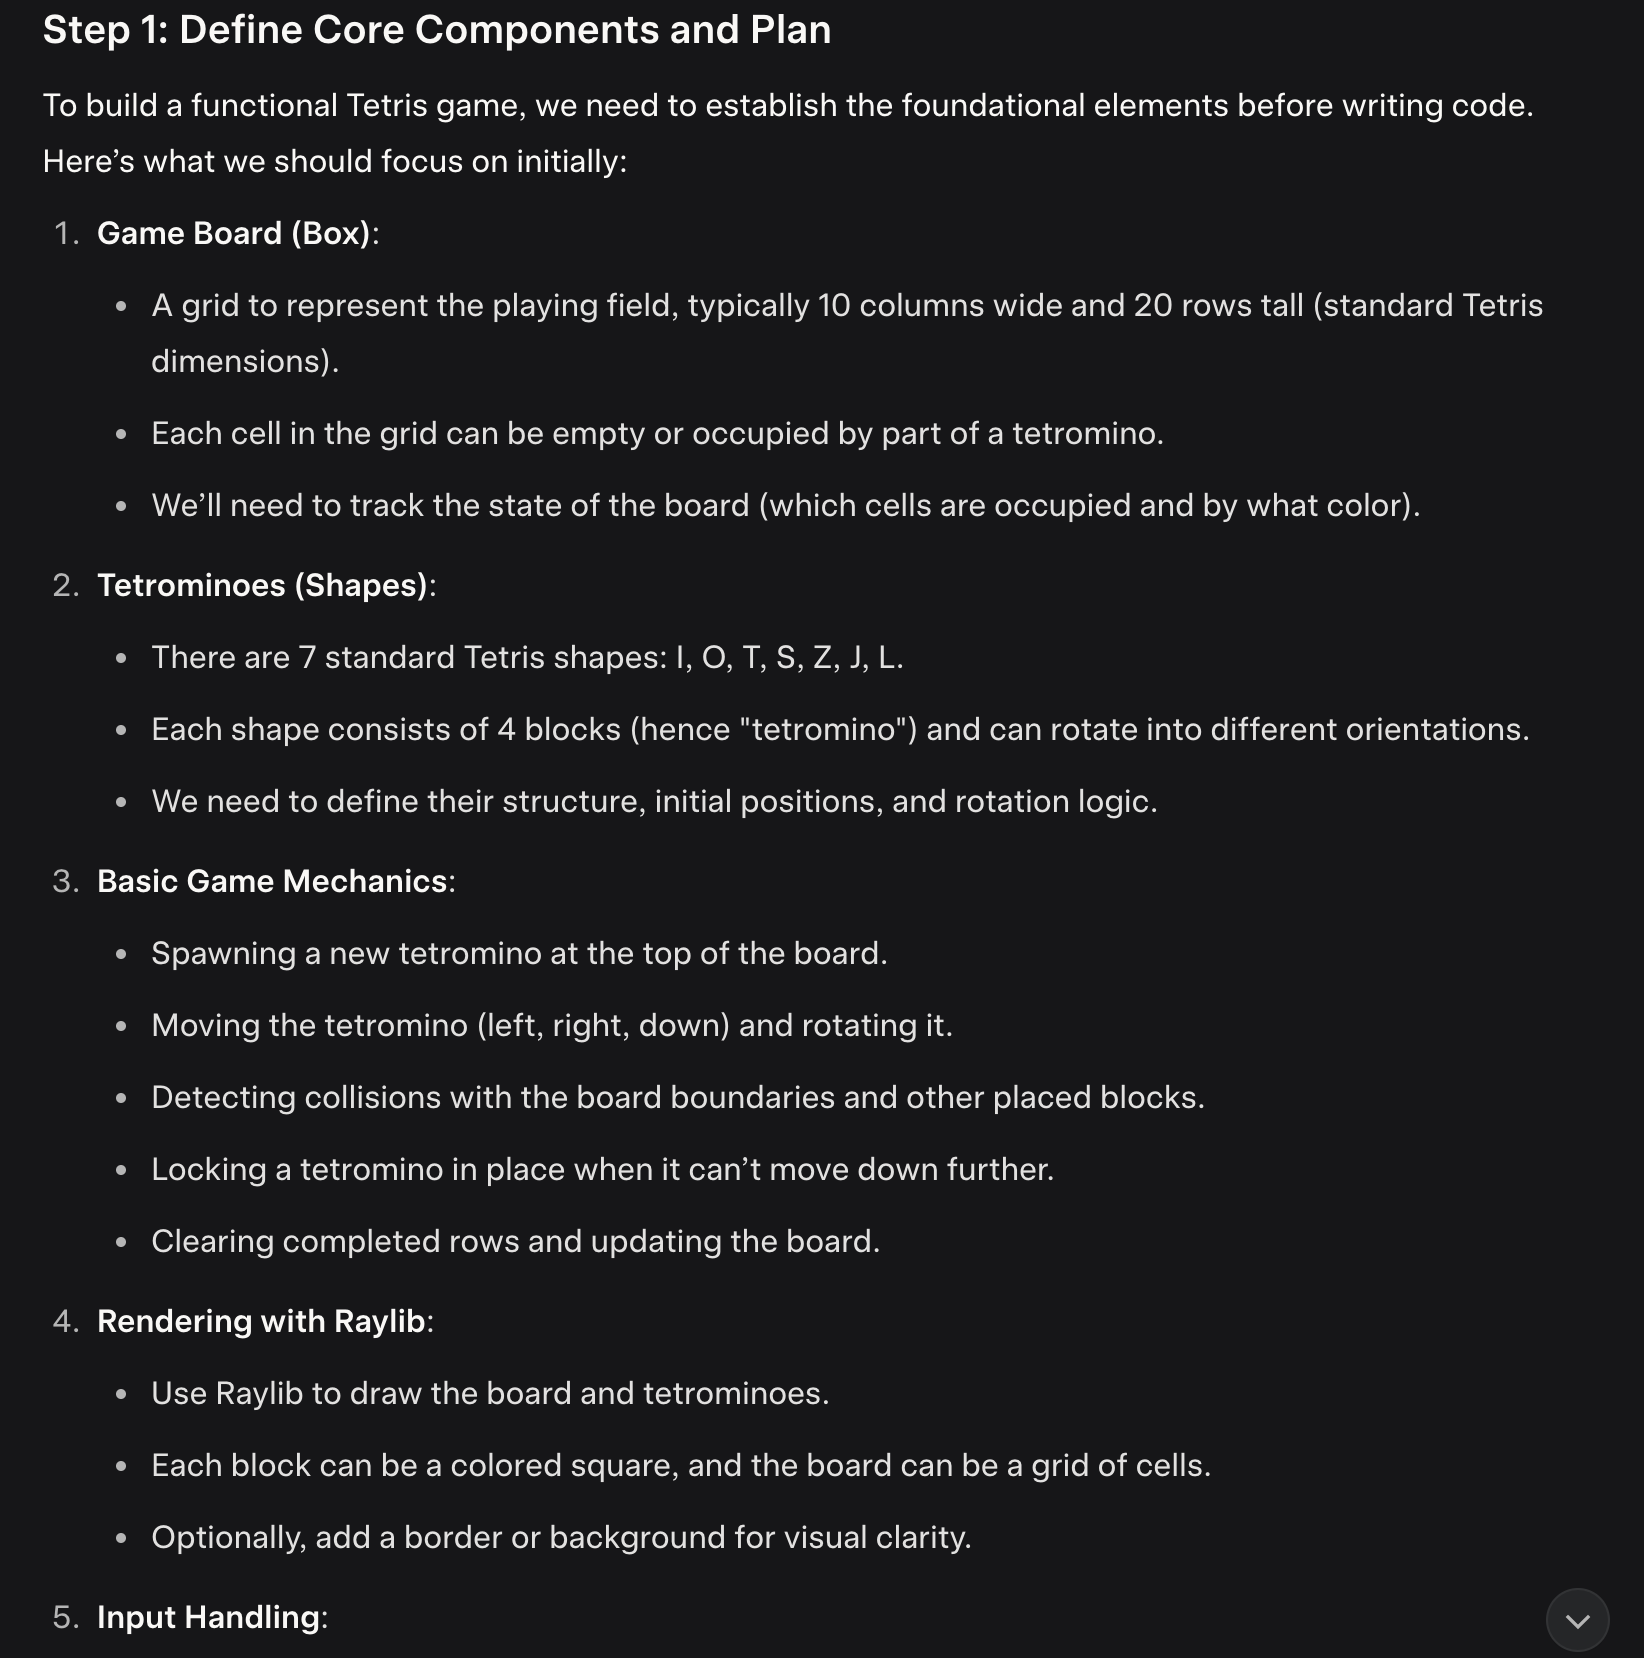 Step 1: Define Core Components and Plan
To build a functional Tetris game, we need to establish the foundational elements before writing code.
Here’s what we should focus on initially:
1. Game Board (Box):
• A grid to represent the playing field, typically 10 columns wide and 20 rows tall (standard Tetris
dimensions).
• Each cell in the grid can be empty or occupied by part of a tetromino.
• We’ll need to track the state of the board (which cells are occupied and by what color).
2. Tetrominoes (Shapes):
• There are 7 standard Tetris shapes: I, O, T, S, Z, J, L.
• Each shape consists of 4 blocks (hence "tetromino") and can rotate into different orientations.
• We need to define their structure, initial positions, and rotation logic.
3. Basic Game Mechanics:
• Spawning a new tetromino at the top of the board.
• Moving the tetromino (left, right, down) and rotating it.
• Detecting collisions with the board boundaries and other placed blocks.
• Locking a tetromino in place when it can’t move down further.
• Clearing completed rows and updating the board.
4. Rendering with Raylib:
• Use Raylib to draw the board and tetrominoes.
• Each block can be a colored square, and the board can be a grid of cells.
• Optionally, add a border or background for visual clarity.
5. Input Handling: